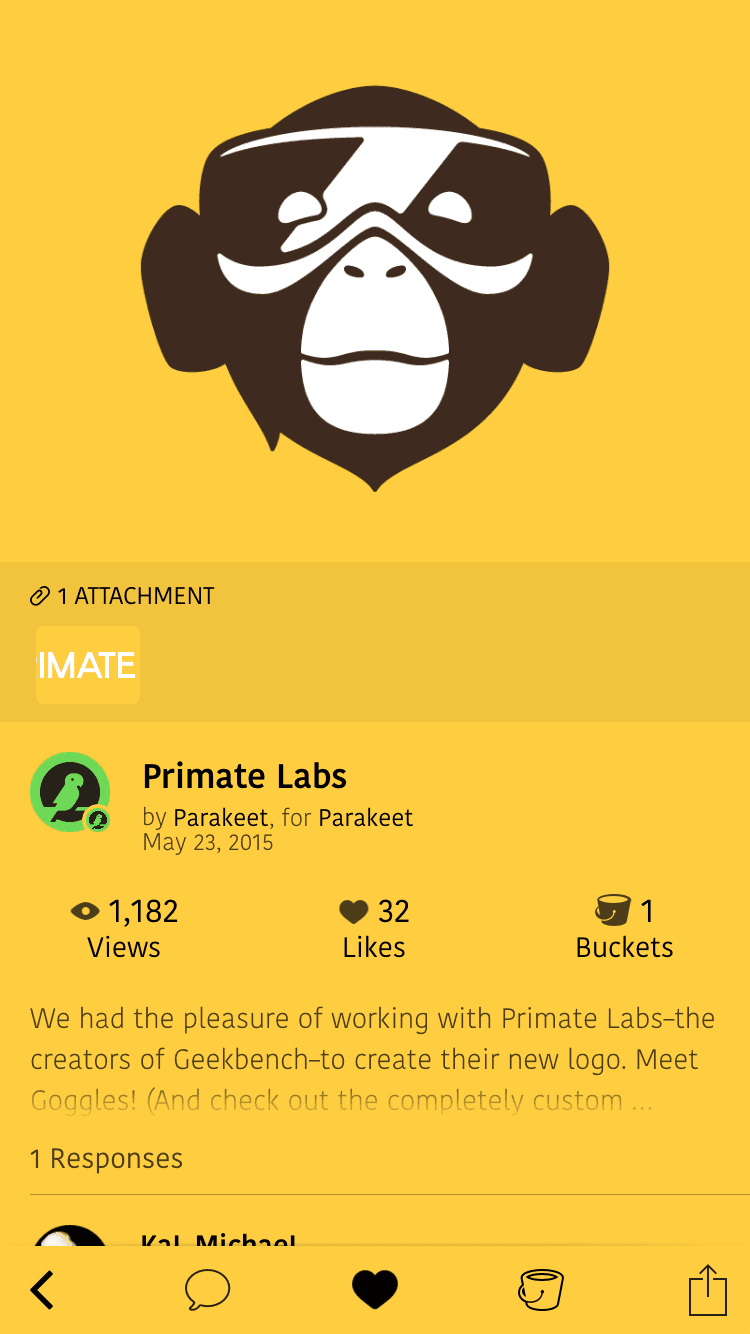 1 ATTACHMENT
IMATE
Primate Labs
by Parakeet, for Parakeet
May 23, 2015
1,182
32
1
Views
Likes
Buckets
We had the pleasure of working with Primate Labs–the
creators of Geekbench–to create their new logo. Meet
Goggles! (And check out the completely custom ...
1 Responses
Kal Michael